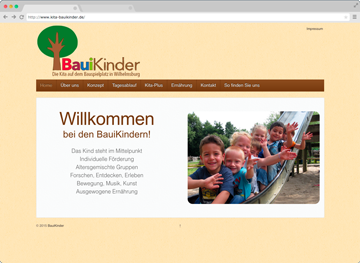 http://www.kita-bauikinder.de/
Impressum
BauiKinder
Die Kita auf dem Bauspielplatz in Wilhelmsburg
Home Über uns Konzept Tagesablauf Kita-Plus Ernährung Kontakt So finden Sie uns
Willkommen
bei den BauiKindern!
Das Kind steht im Mittelpunkt
Individuelle Förderung
Altersgemischte Gruppen
Forschen, Entdecken, Erleben
Bewegung, Musik, Kunst
Ausgewogene Ernährung
© 2015 BauiKinder